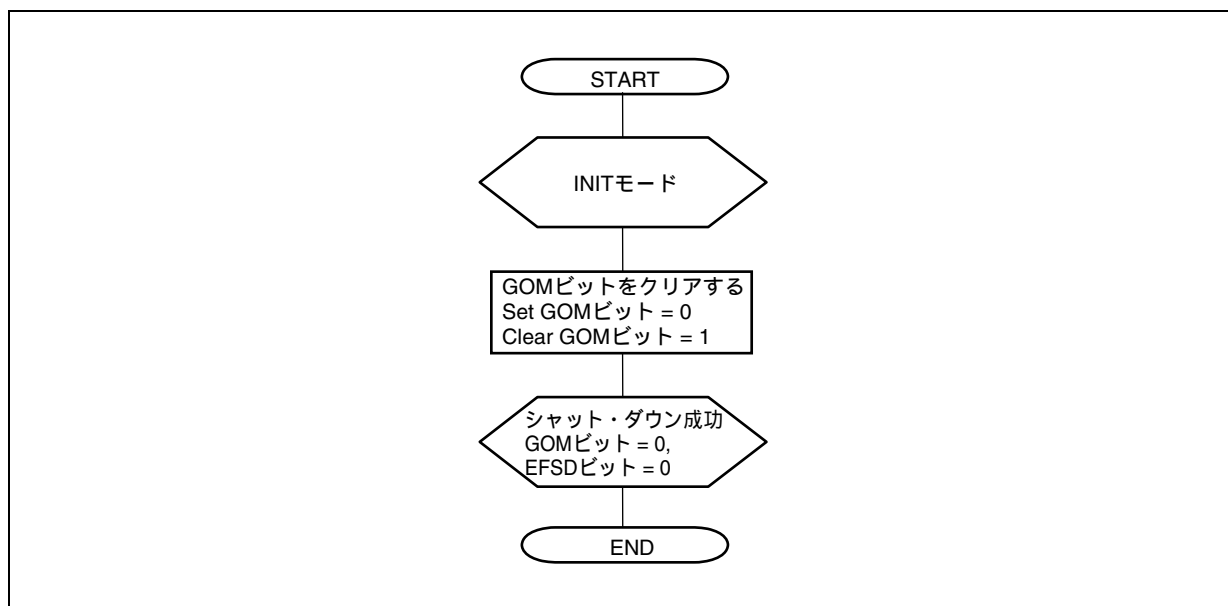 START
INITモード
GOMビットをクリアする
Set GOMビット = 0
Clear GOMビット = 1
シャット・ダウン成功
GOMビット = 0,
EFSDビット = 0
END